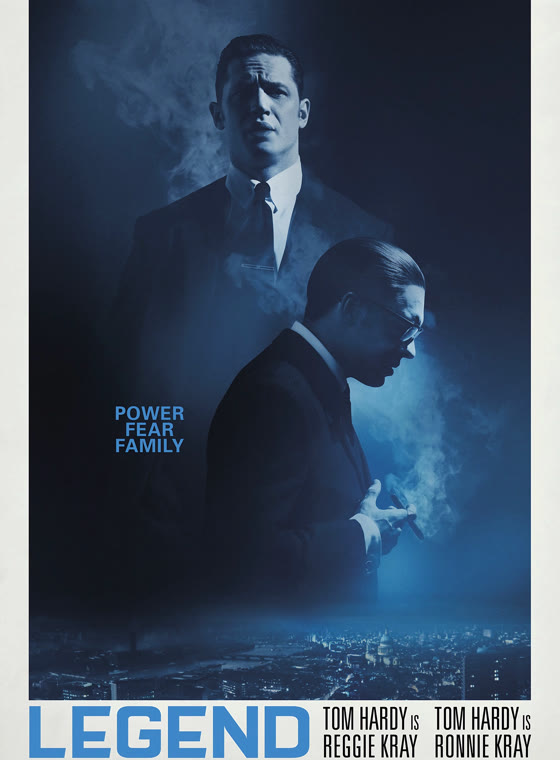 POWER
FEAR
FAMILY
LEGEND
TOM HARDY IS
REGGIE KRAY
TOM HARDY IS
RONNIE KRAY